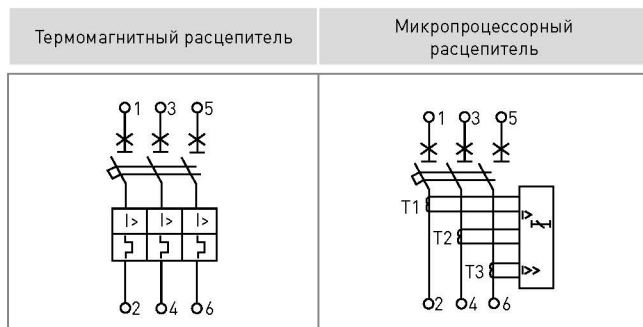 Термомагнитный расцепитель
Микропроцессорный
расцепитель
1 3 5
I> I> I>
2 4 6
1 3 5
T1
I>
T2
T3
I>>
2 4 6